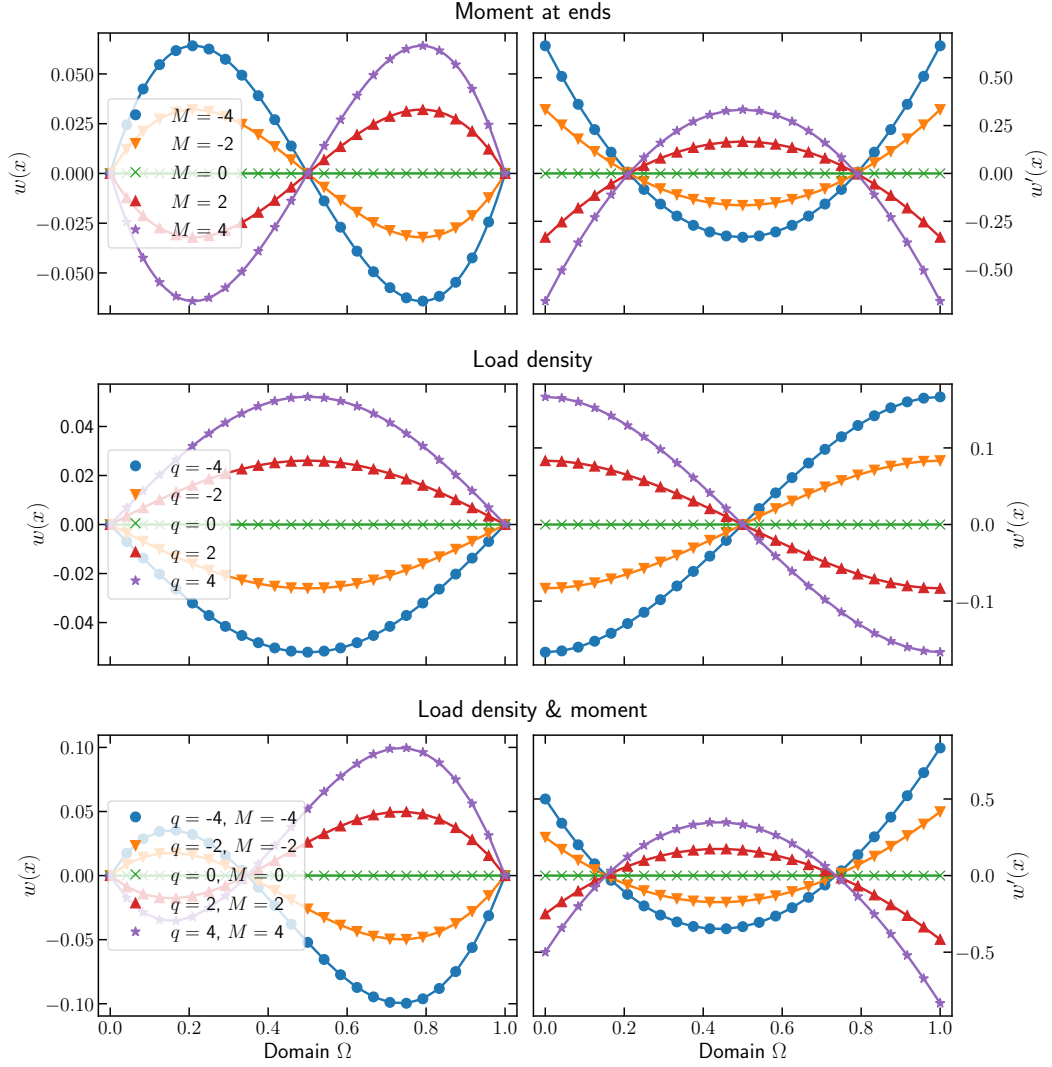 Moment at ends
0.050
0.025
0.000
−0.025
−0.050
w(x)
M = -4
M = -2
M = 0
M = 2
M = 4
0.50
0.25
0.00
−0.25
−0.50
w′(x)
Load density
0.04
0.02
0.00
-0.02
-0.04
w(x)
q = -4
q = -2
q = 0
q = 2
q = 4
0.1
0.0
−0.1
w′(x)
Load density & moment
0.10
0.05
0.00
−0.05
−0.10
w(x)
q = -4, M = -4
q = -2, M = -2
q = 0, M = 0
q = 2, M = 2
q = 4, M = 4
0.5
0.0
−0.5
w′(x)
0.0 0.2 0.4 0.6 0.8 1.0
Domain Ω
0.0 0.2 0.4 0.6 0.8 1.0
Domain Ω